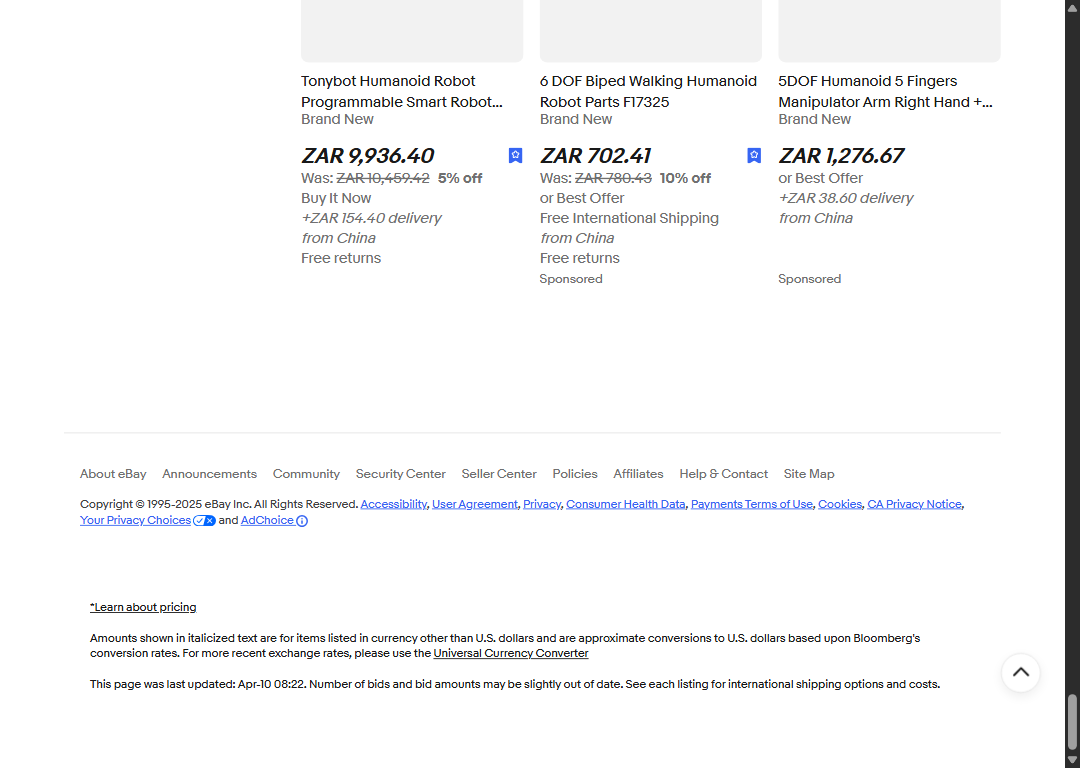 Tonybot Humanoid Robot
Programmable Smart Robot...
Brand New
ZAR 9,936.40
Was: ZAR 10,459.42 5% off
Buy It Now
+ZAR 154.40 delivery
from China
Free returns
6 DOF Biped Walking Humanoid
Robot Parts F17325
Brand New
ZAR 702.41
Was: ZAR 780.43 10% off
or Best Offer
Free International Shipping
from China
Free returns
Sponsored
5DOF Humanoid 5 Fingers
Manipulator Arm Right Hand +...
Brand New
ZAR 1,276.67
or Best Offer
+ZAR 38.60 delivery
from China
Sponsored
About eBay Announcements Community Security Center Seller Center Policies Affiliates Help & Contact Site Map
Copyright © 1995-2025 eBay Inc. All Rights Reserved. Accessibility, User Agreement, Privacy, Consumer Health Data, Payments Terms of Use, Cookies, CA Privacy Notice,
Your Privacy Choices and AdChoice
*Learn about pricing
Amounts shown in italicized text are for items listed in currency other than U.S. dollars and are approximate conversions to U.S. dollars based upon Bloomberg's
conversion rates. For more recent exchange rates, please use the Universal Currency Converter
This page was last updated: Apr-10 08:22. Number of bids and bid amounts may be slightly out of date. See each listing for international shipping options and costs.